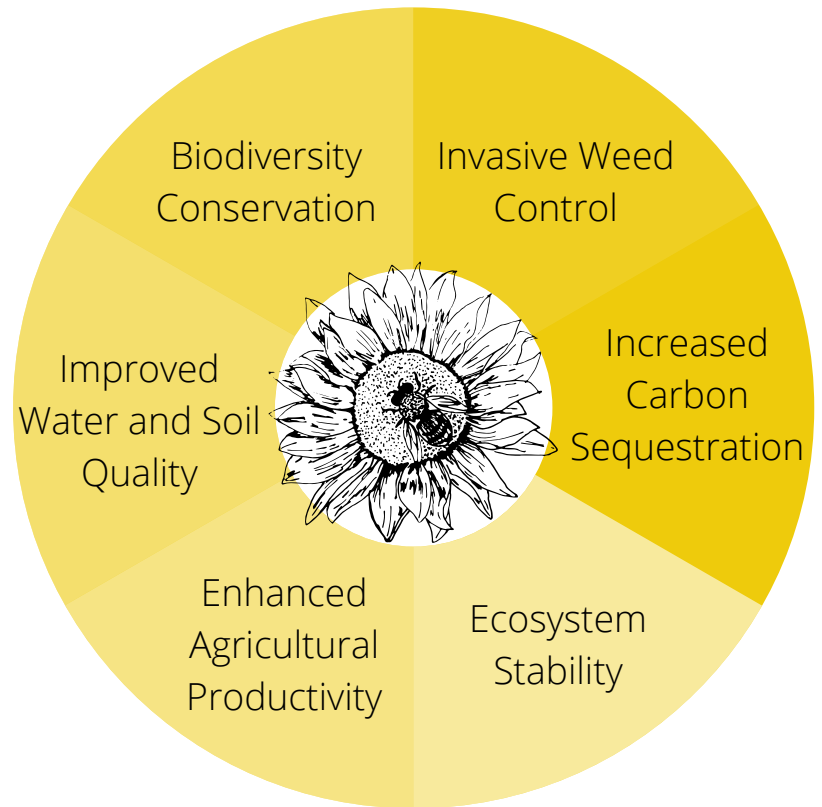 Biodiversity
Conservation
Invasive Weed
Control
Increased
Carbon
Sequestration
Ecosystem
Stability
Enhanced
Agricultural
Productivity
Improved
Water and Soil
Quality